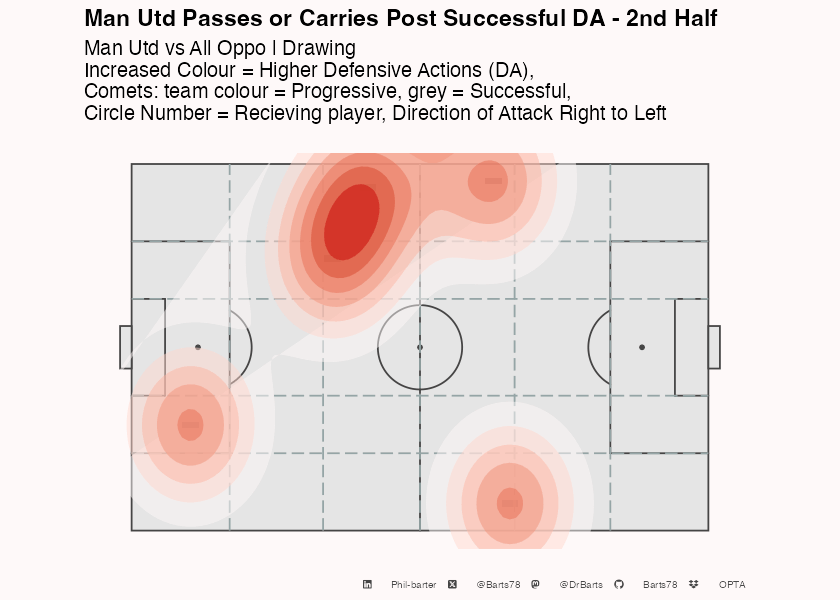 Man Utd Passes or Carries Post Successful DA - 2nd Half
Man Utd vs All Oppo | Drawing
Increased Colour = Higher Defensive Actions (DA),
Comets: team colour = Progressive, grey = Successful,
Circle Number = Recieving player, Direction of Attack Right to Left
Phil-barter @Barts78 @DrBarts Barts78 OPTA